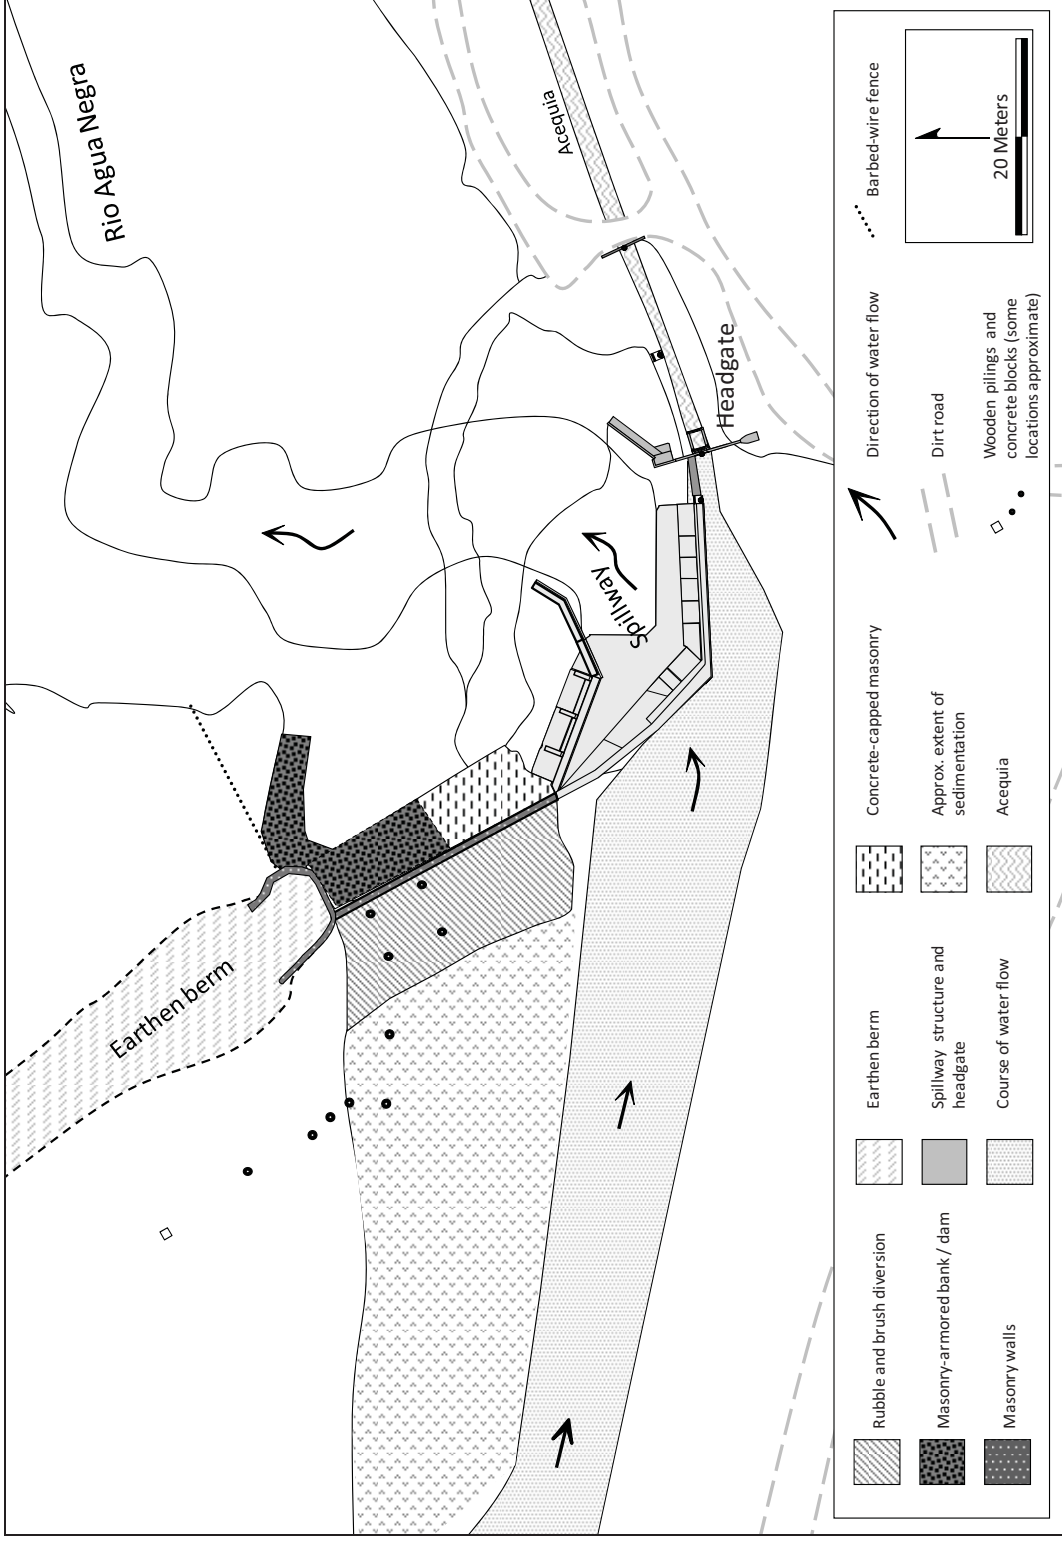 Rio Agua Negra
Acequia
Headgate
Spillway
Earthen berm
Rubble and brush diversion
Masonry-armored bank / dam
Masonry walls
Earthen berm
Spillway structure and
headgate
Course of water flow
Concrete-capped masonry
Approx. extent of
sedimentation
Acequia
Direction of water flow
Dirt road
Wooden pilings and
concrete blocks (some
locations approximate)
Barbed-wire fence
20 Meters